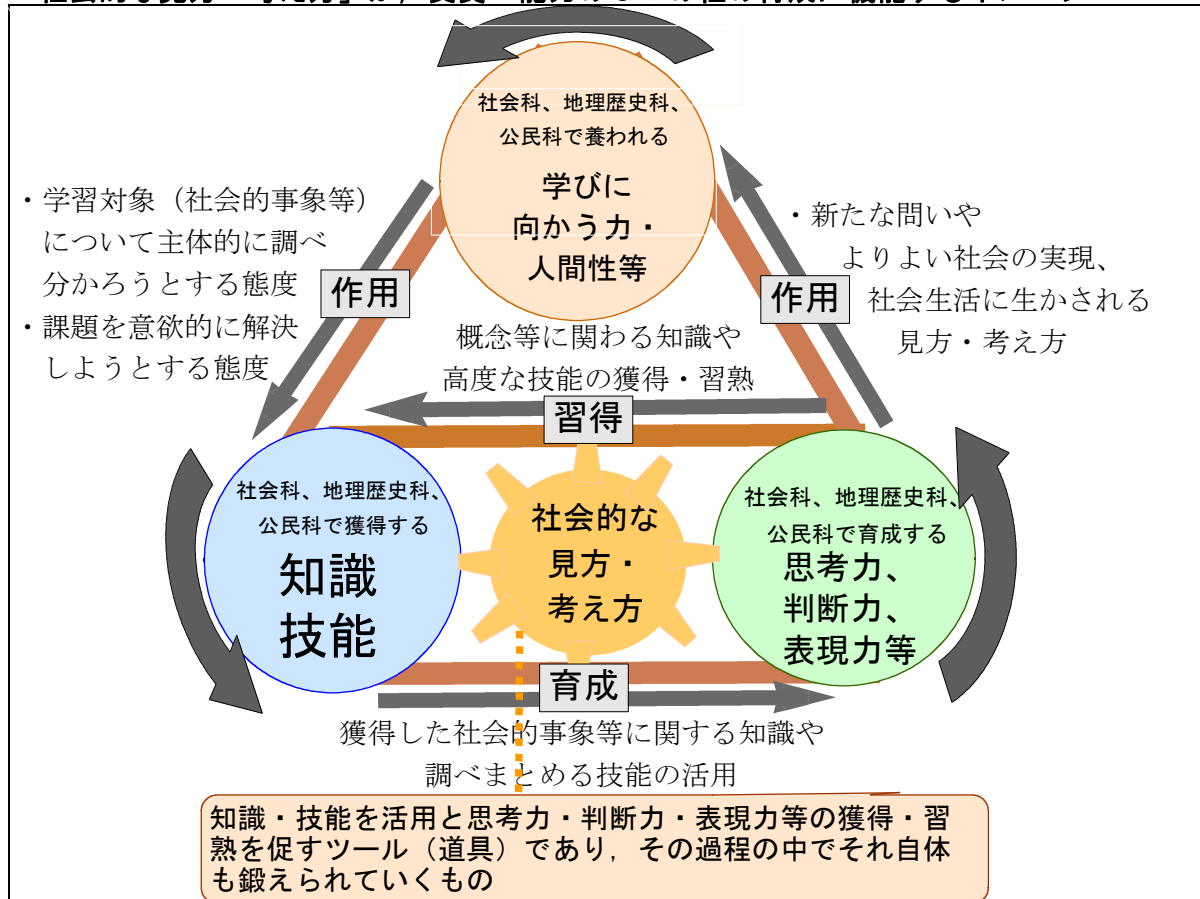 社会科、地理歴史科、
公民科で養われる
学びに
向かう力・
人間性等
・学習対象（社会的事象等）
について主体的に調べ
分かろうとする態度
・課題を意欲的に解決
しようとする態度
作用
・新たな問いや
よりよい社会の実現、
社会生活に生かされる
見方・考え方
作用
概念等に関わる知識や
高度な技能の獲得・習熟
習得
社会科、地理歴史科、
公民科で獲得する
知識
技能
社会的な
見方・
考え方
社会科、地理歴史科、
公民科で育成する
思考力、
判断力、
表現力等
育成
獲得した社会的事象等に関する知識や
調べまとめる技能の活用
知識・技能を活用と思考力・判断力・表現力等の獲得・習
熟を促すツール（道具）であり，その過程の中でそれ自体
も鍛えられていくもの